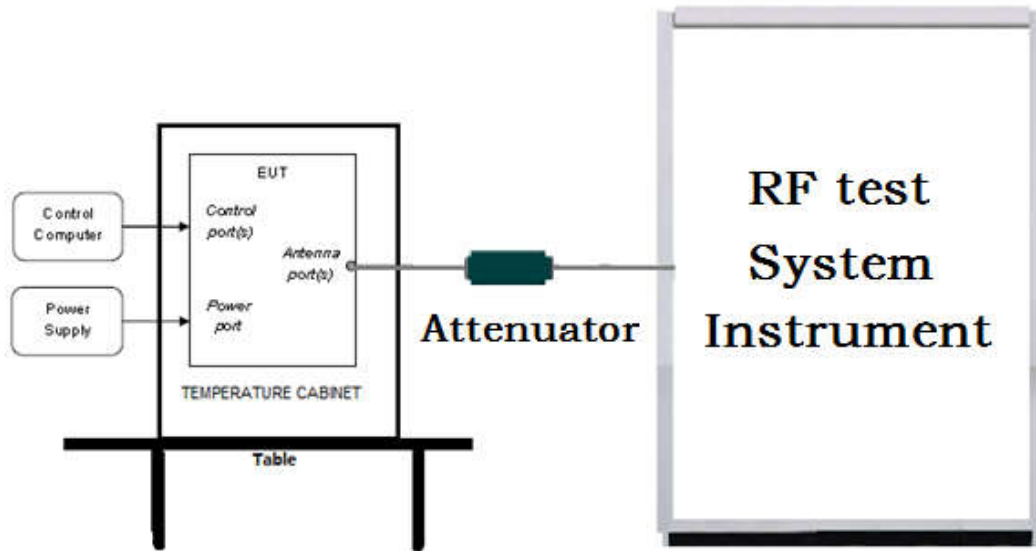 EUT
Control
Computer
Control
port(s)
Antenna
port(s)
Power
Supply
Power
port
TEMPERATURE CABINET
Table
Attenuator
RF test
System
Instrument